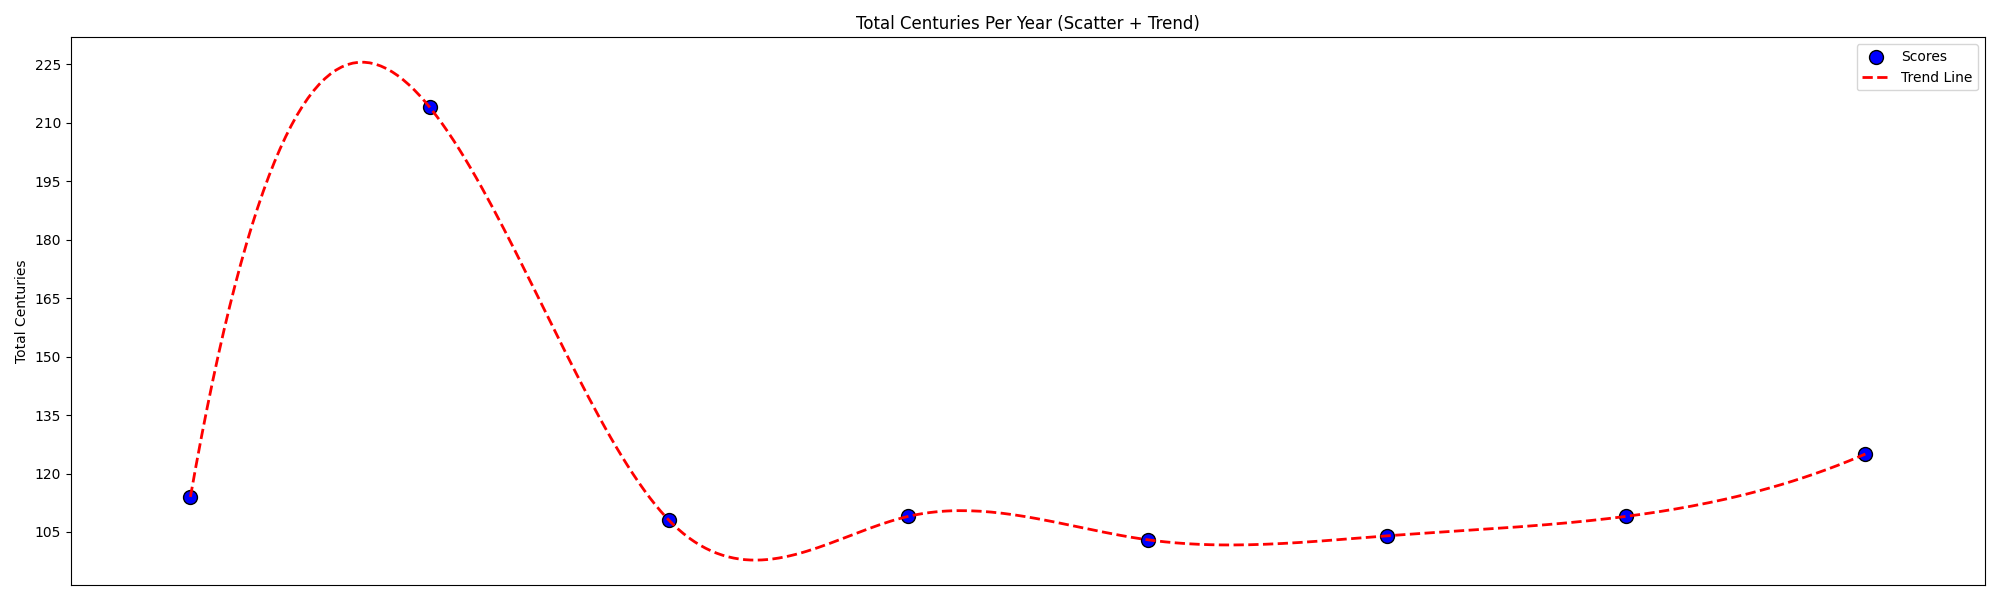 Total Centuries Per Year (Scatter + Trend)
Scores
Trend Line
Total Centuries
225
210
195
180
165
150
135
120
105